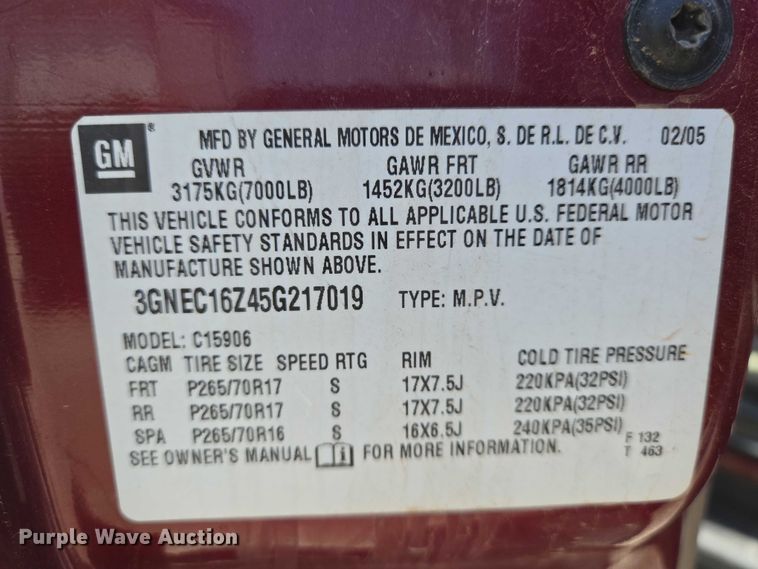 GM ® MFD BY GENERAL MOTORS DE MEXICO, S. DE R.L. DE C.V. 02/05
GVWR GAWR FRT GAWR RR
3175KG(7000LB) 1452KG(3200LB) 1814KG(4000LB)
THIS VEHICLE CONFORMS TO ALL APPLICABLE U.S. FEDERAL MOTOR
VEHICLE SAFETY STANDARDS IN EFFECT ON THE DATE OF
MANUFACTURE SHOWN ABOVE.
3GNEC16Z45G217019 TYPE: M.P.V.
MODEL: C15906
CAGM TIRE SIZE SPEED RTG RIM COLD TIRE PRESSURE
FRT P265/70R17 S 17X7.5J 220KPA(32PSI)
RR P265/70R17 S 17X7.5J 220KPA(32PSI)
SPA P265/70R16 S 16X6.5J 240KPA(35PSI)
F 132
SEE OWNER'S MANUAL i FOR MORE INFORMATION. T 463
Purple Wave Auction